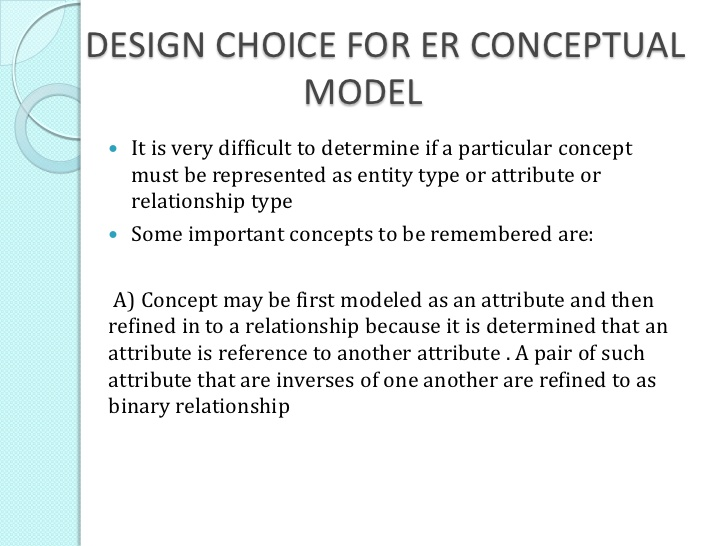 DESIGN CHOICE FOR ER CONCEPTUAL
MODEL
• It is very difficult to determine if a particular concept
must be represented as entity type or attribute or
relationship type
• Some important concepts to be remembered are:
A) Concept may be first modeled as an attribute and then
refined in to a relationship because it is determined that an
attribute is reference to another attribute . A pair of such
attribute that are inverses of one another are refined to as
binary relationship